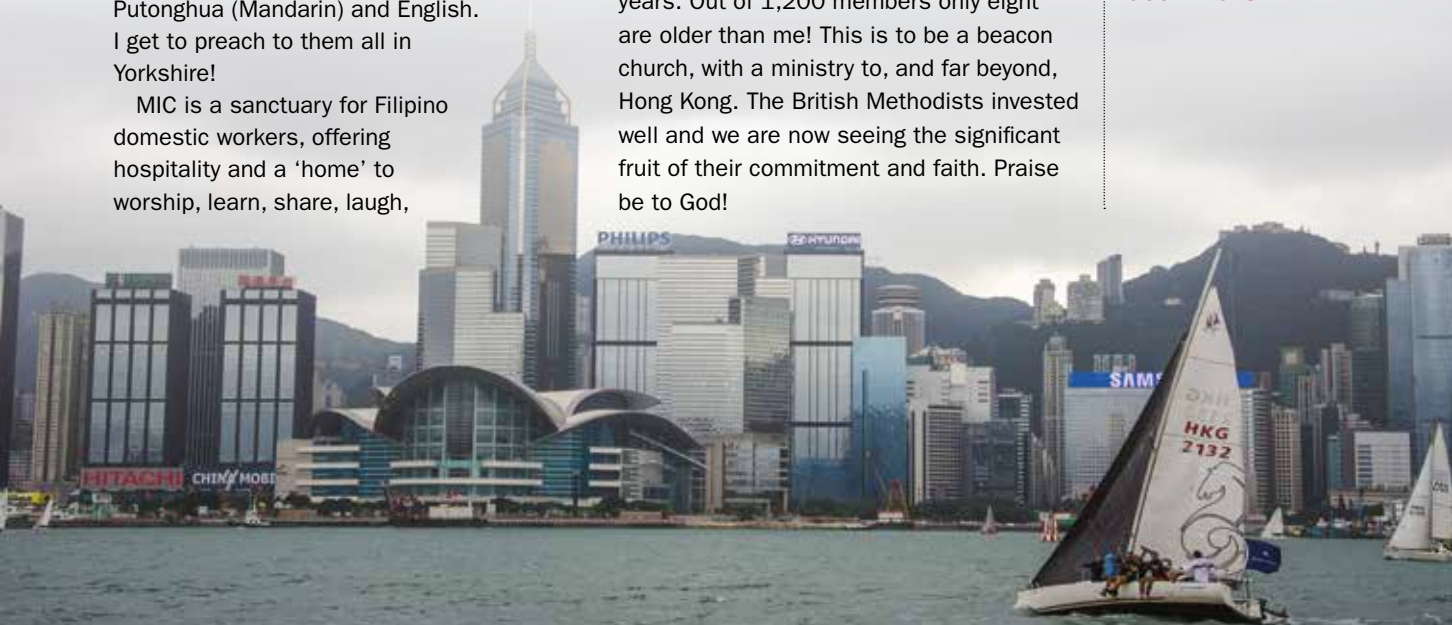 Putonghua (Mandarin) and English.
I get to preach to them all in
Yorkshire!
MIC is a sanctuary for Filipino
domestic workers, offering
hospitality and a ‘home’ to
worship, learn, share, laugh,
years. Out of 1,200 members only eight
are older than me! This is to be a beacon
church, with a ministry to, and far beyond,
Hong Kong. The British Methodists invested
well and we are now seeing the significant
fruit of their commitment and faith. Praise
be to God!
PHILIPS
HYUNDAI
SAMS
HKG
2132
HITACHI
CHINA MOBI